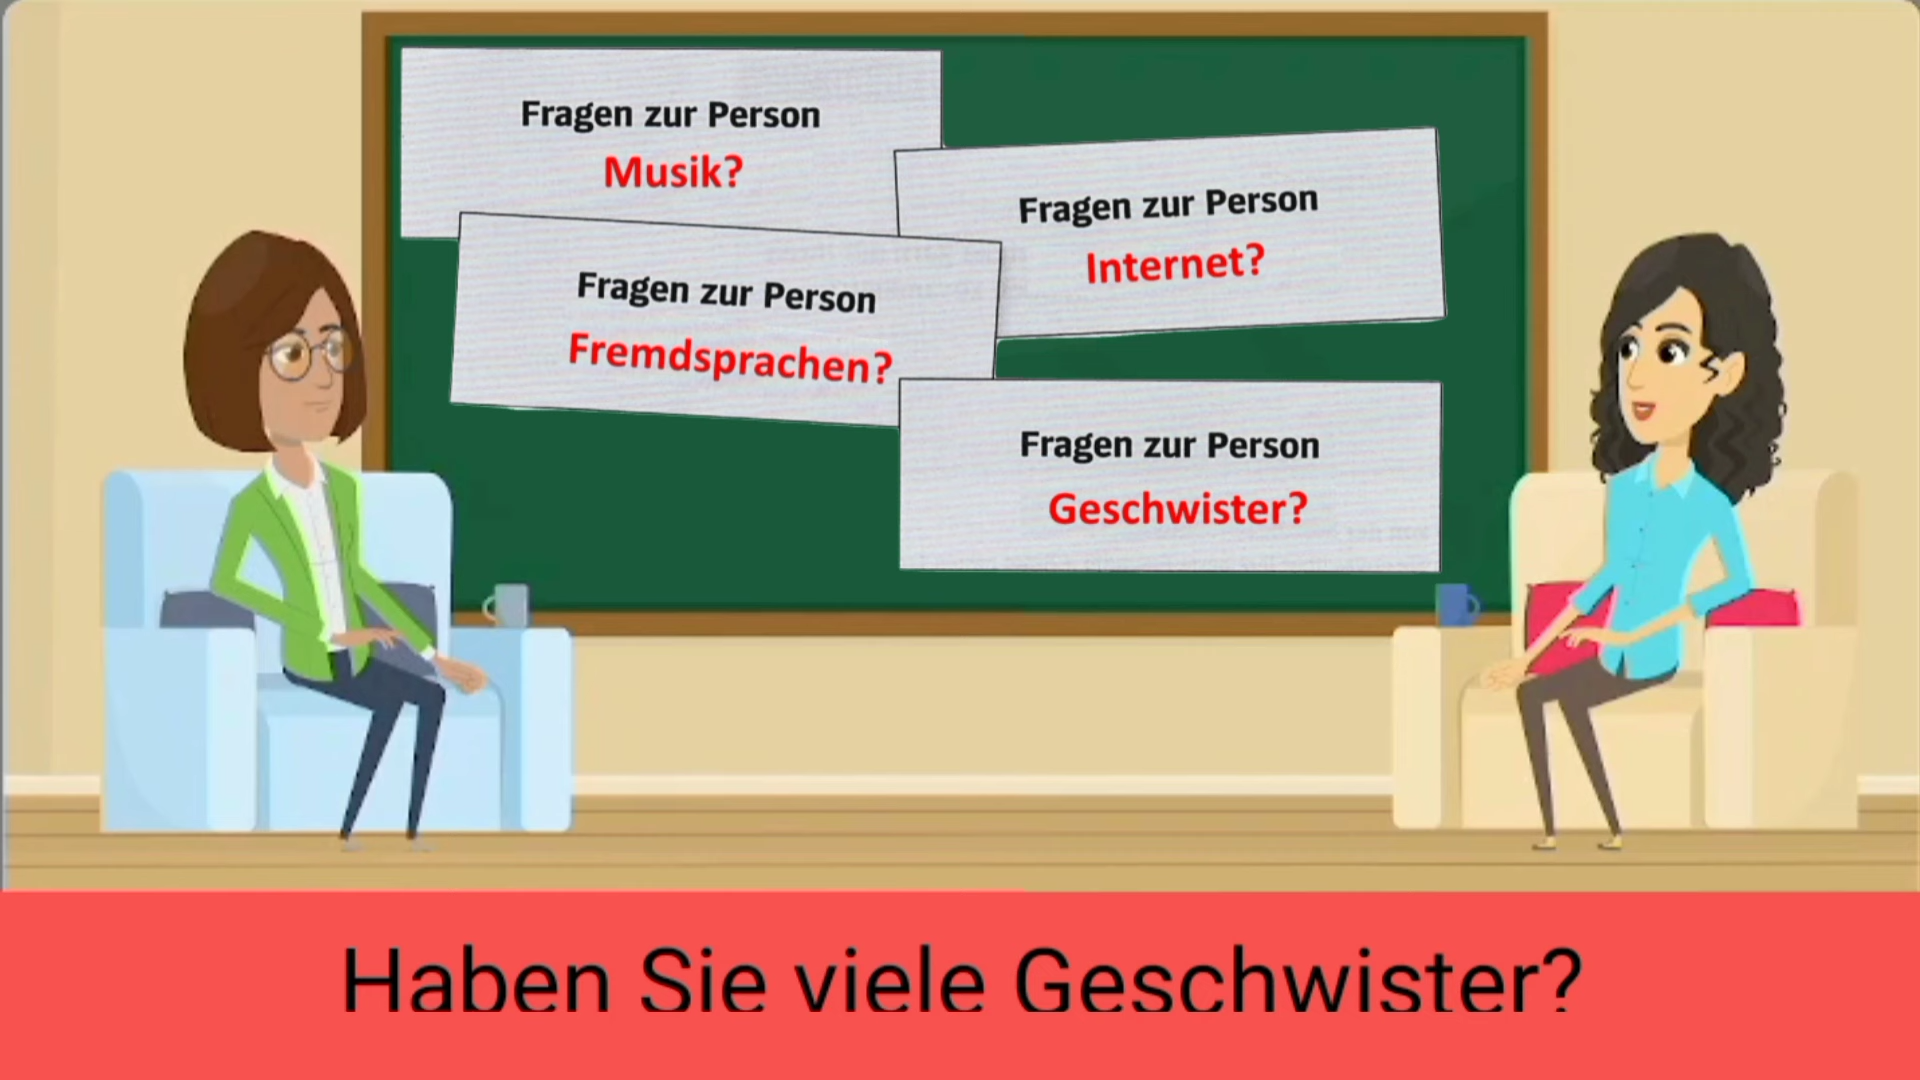 Fragen zur Person
Musik?
Fragen zur Person
Internet?
Fragen zur Person
Fremdsprachen?
Fragen zur Person
Geschwister?
Haben Sie viele Geschwister?